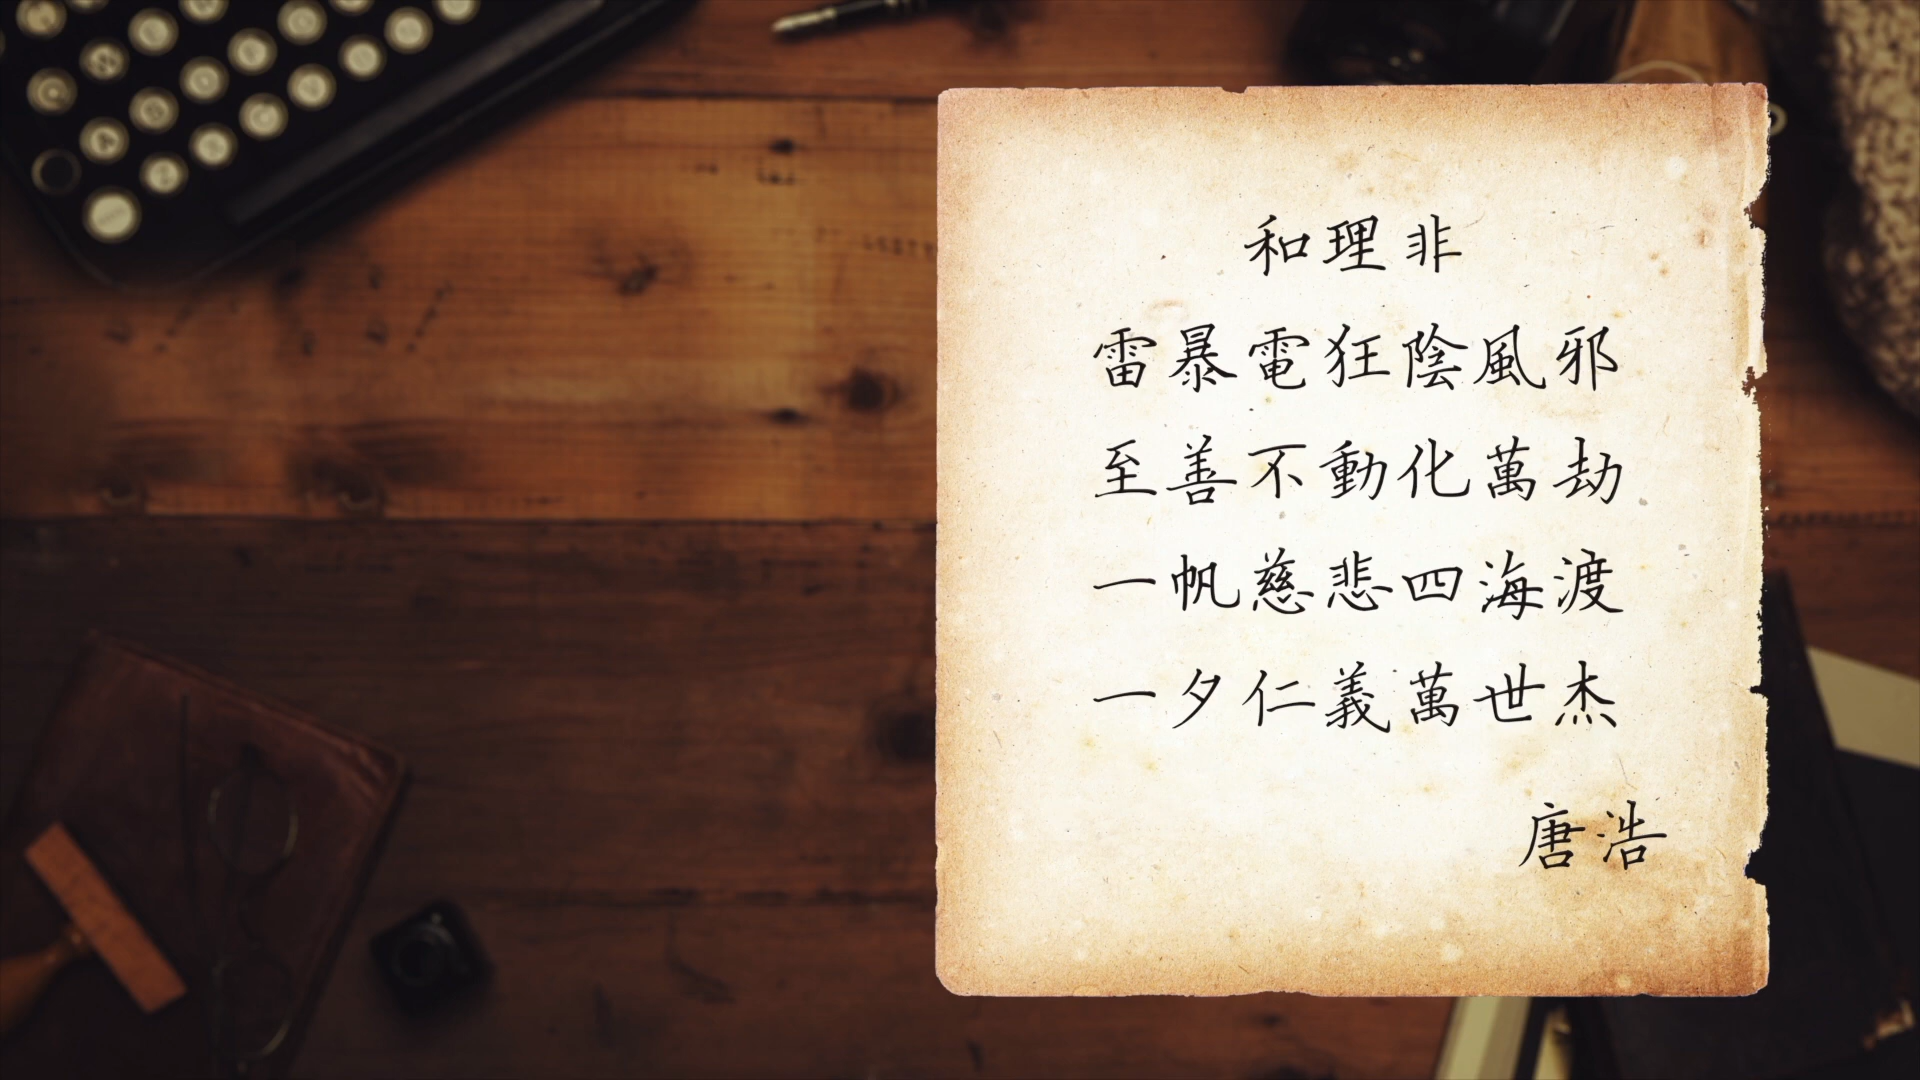 和理非
雷暴電狂陰風邪
至善不動化萬劫
一帆慈悲四海渡
一夕仁義萬世杰
唐浩